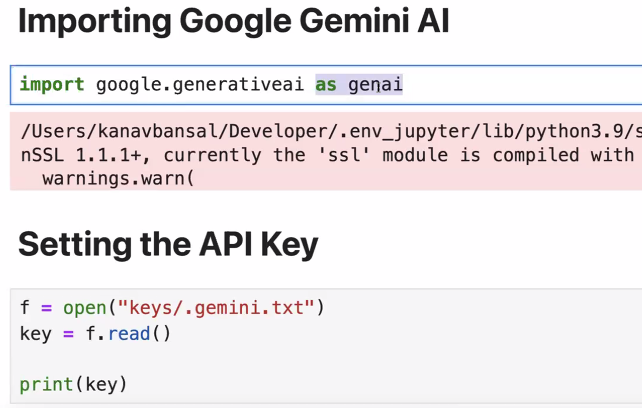 Importing Google Gemini AI
import google.generativeai as genai
/Users/kanavbansal/Developer/.env_jupyter/lib/python3.9/s
nSSL 1.1.1+, currently the 'ssl' module is compiled with
warnings.warn(
Setting the API Key
f = open("keys/.gemini.txt")
key = f.read()
print(key)